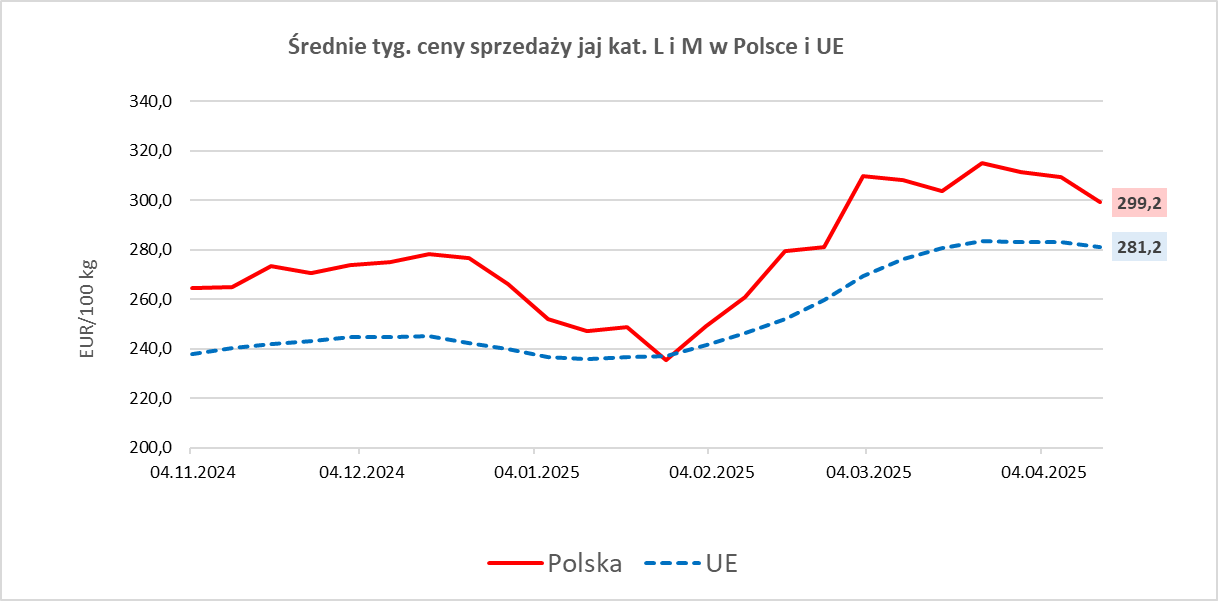 Średnie tyg. ceny sprzedaży jaj kat. L i M w Polsce i UE
EUR/100 kg
340,0
320,0
300,0
280,0
260,0
240,0
220,0
200,0
299,2
281,2
04.11.2024 04.12.2024 04.01.2025 04.02.2025 04.03.2025 04.04.2025
Polska UE